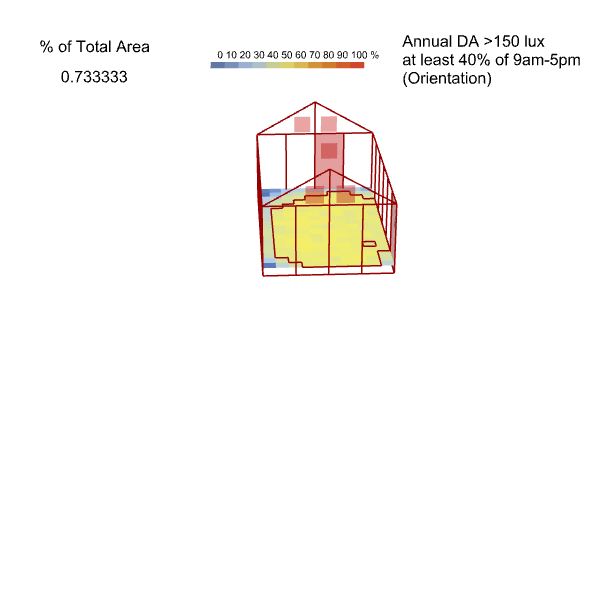 % of Total Area
0.733333
0 10 20 30 40 50 60 70 80 90 100 %
Annual DA >150 lux
at least 40% of 9am-5pm
(Orientation)